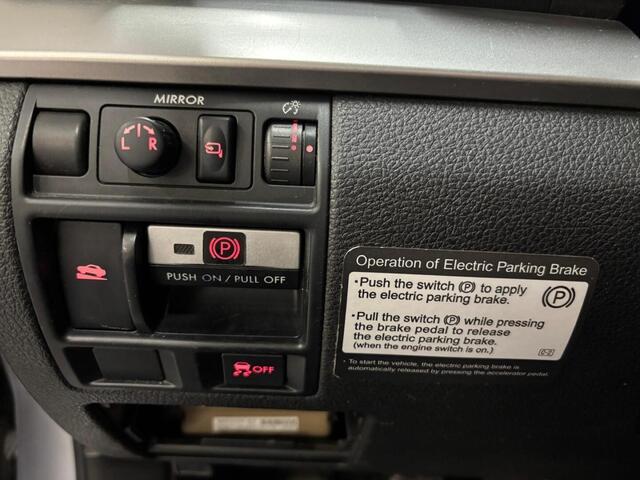 MIRROR
L R
(P)
PUSH ON / PULL OFF
OFF
Operation of Electric Parking Brake
• Push the switch (P) to apply
the electric parking brake.
(P)
• Pull the switch (P) while pressing
the brake pedal to release
the electric parking brake.
(when the engine switch is on.)
• To start the vehicle, the electric parking brake is
automatically released by pressing the accelerator pedal.